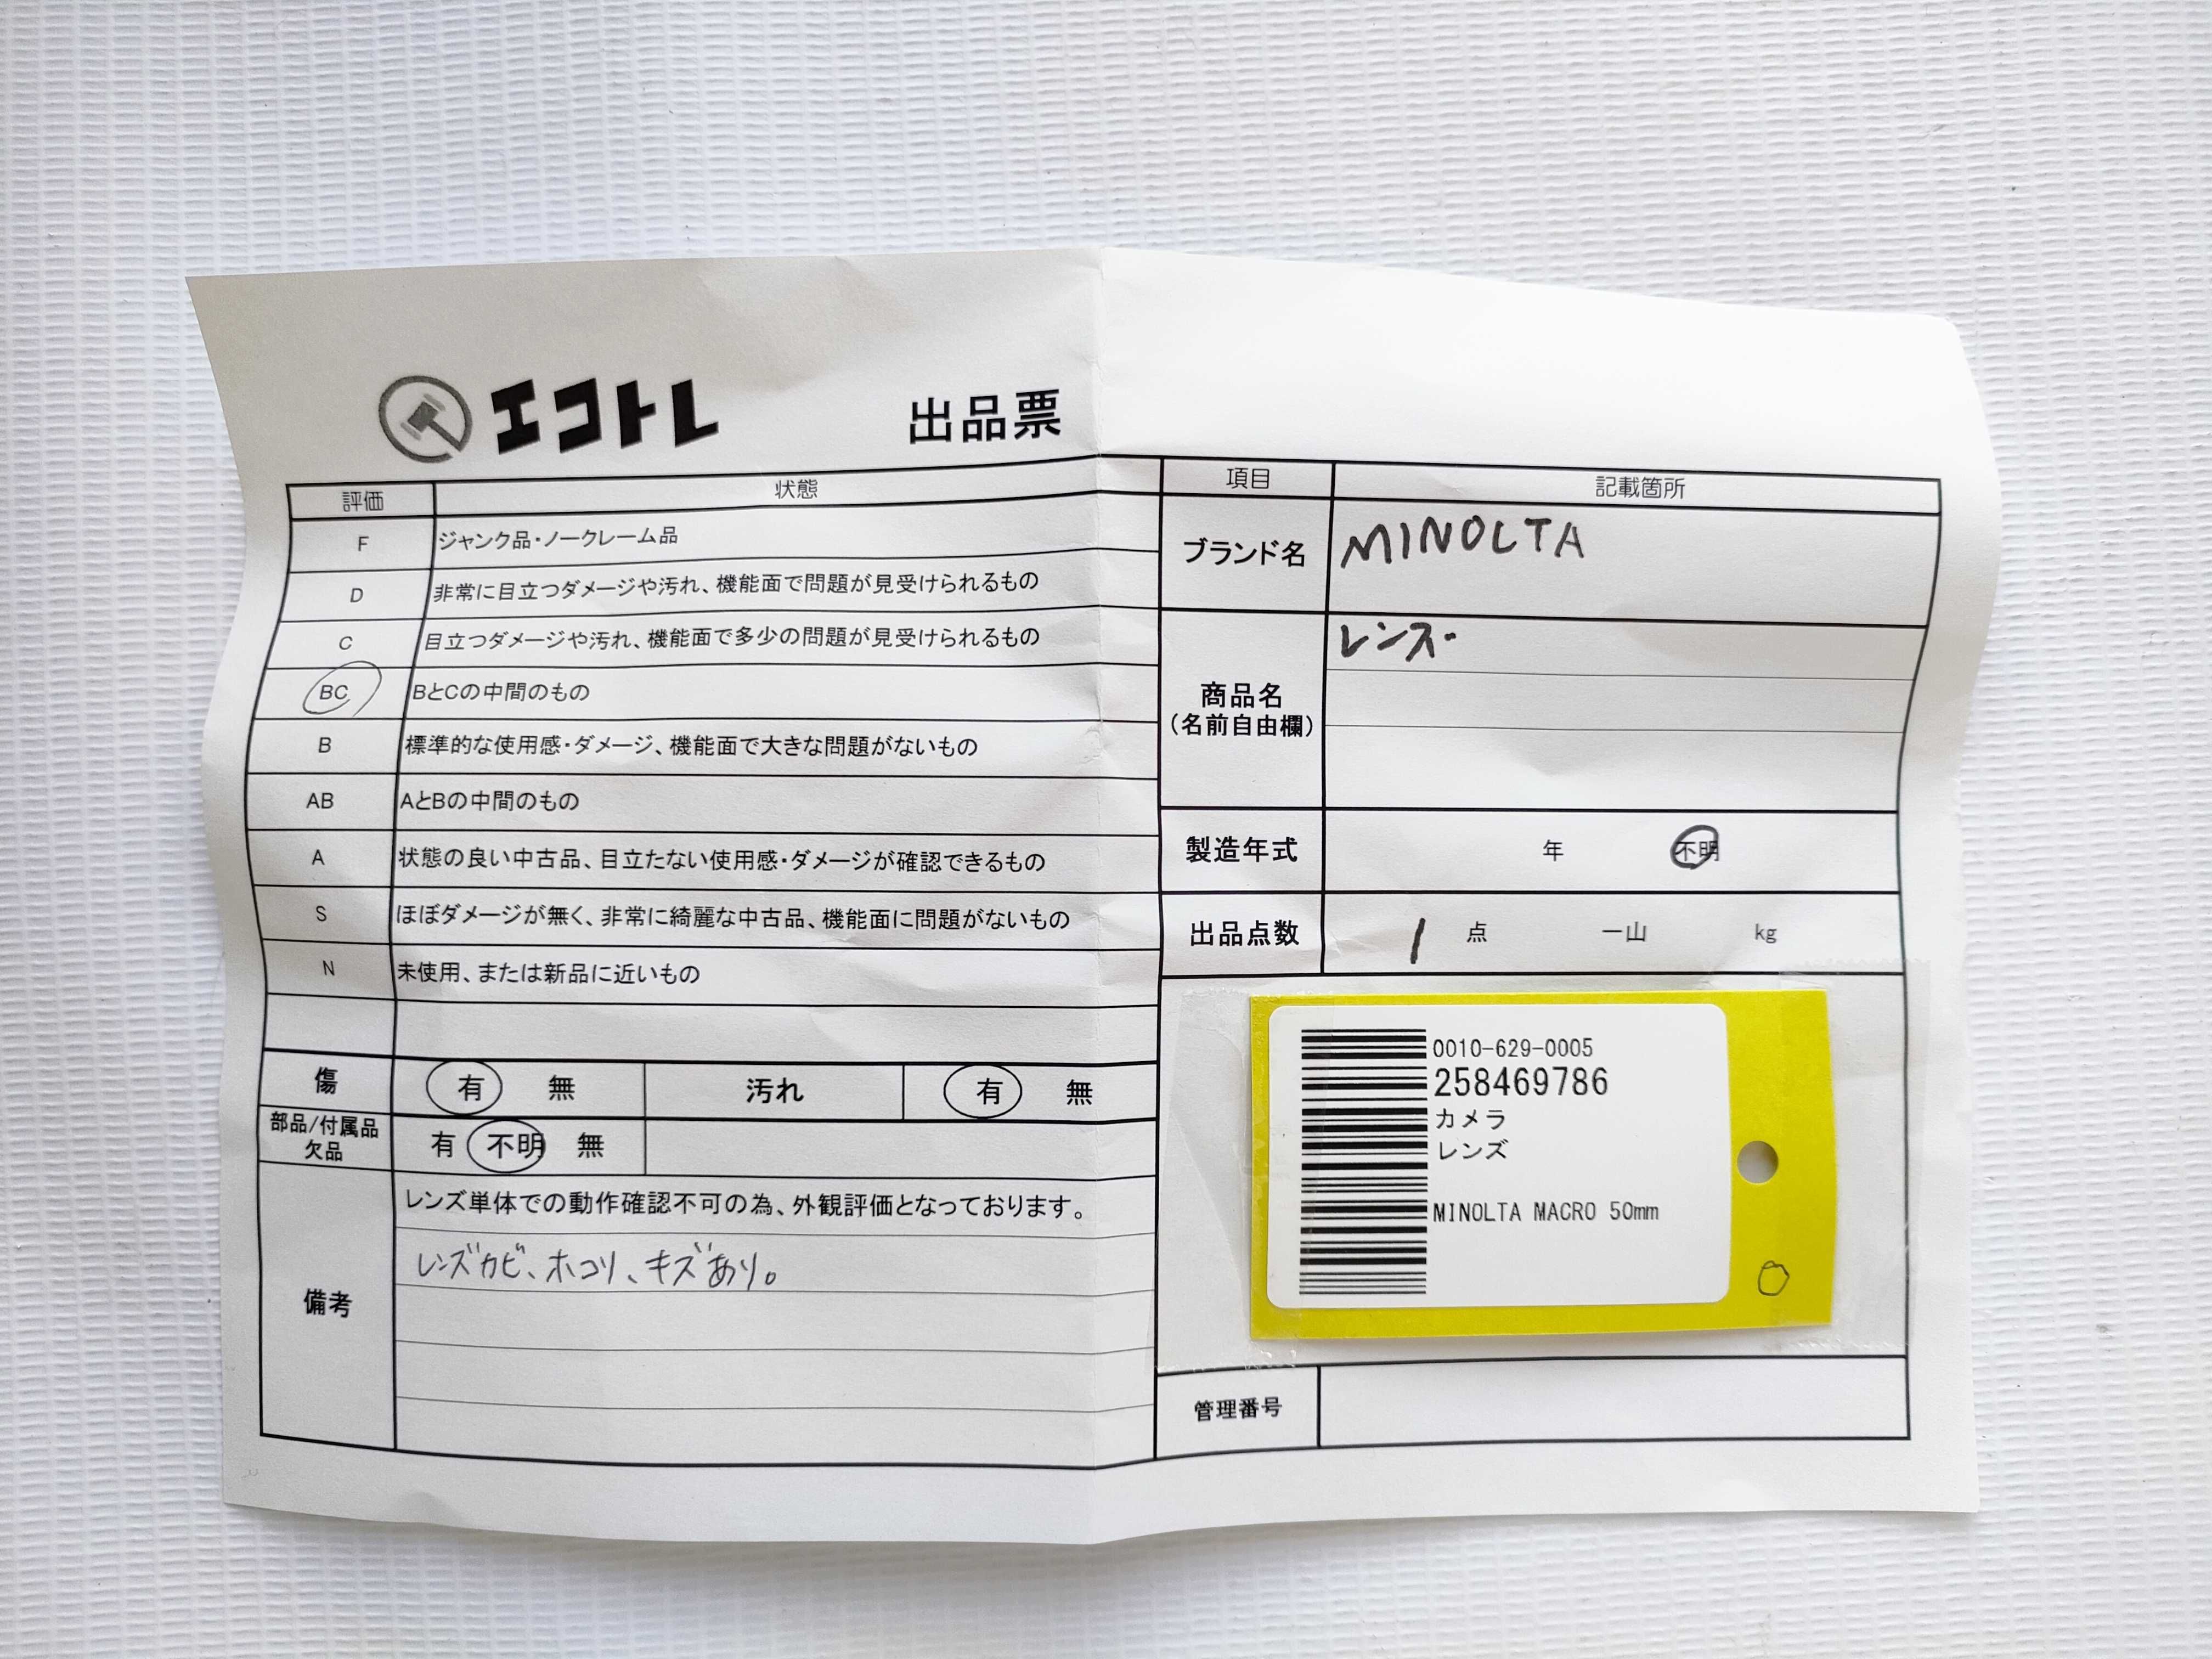 エコトレ
出品票
評価 状態
F ジャンク品・ノークレーム品
D 非常に目立つダメージや汚れ、機能面で問題が見受けられるもの
C 目立つダメージや汚れ、機能面で多少の問題が見受けられるもの
BC BとCの中間のもの
B 標準的な使用感・ダメージ、機能面で大きな問題がないもの
AB AとBの中間のもの
A 状態の良い中古品、目立たない使用感・ダメージが確認できるもの
S ほぼダメージが無く、非常に綺麗な中古品、機能面に問題がないもの
N 未使用、または新品に近いもの
傷 有 無 汚れ 有 無
部品/付属品
欠品
有 不明 無
備考
レンズ単体での動作確認不可の為、外観評価となっております。
レンズカビ、ホコリ、キズあり。
項目 記載箇所
ブランド名 MINOLTA
商品名
(名前自由欄)
レンズ
製造年式 年 不明
出品点数 1 点 一山 kg
0010-629-0005
258469786
カメラ
レンズ
MINOLTA MACRO 50mm
管理番号